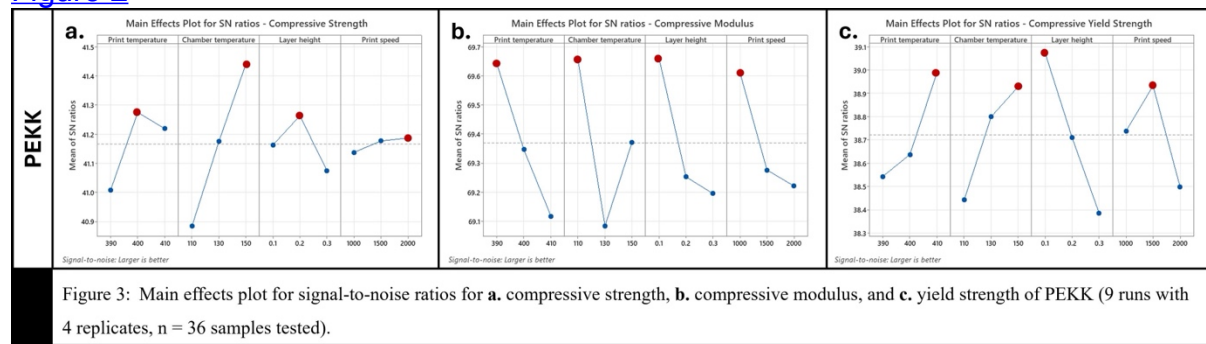 Figure 2
PEKK
a.
Main Effects Plot for SN ratios - Compressive Strength
Print temperature Chamber temperature Layer height Print speed
Mean of SN ratios
41.5
41.4
41.3
41.2
41.1
41.0
40.9
390 400 410 110 130 150 0.1 0.2 0.3 1000 1500 2000
Signal-to-noise: Larger is better
b.
Main Effects Plot for SN ratios - Compressive Modulus
Print temperature Chamber temperature Layer height Print speed
Mean of SN ratios
69.7
69.6
69.5
69.4
69.3
69.2
69.1
390 400 410 110 130 150 0.1 0.2 0.3 1000 1500 2000
Signal-to-noise: Larger is better
c.
Main Effects Plot for SN ratios - Compressive Yield Strength
Print temperature Chamber temperature Layer height Print speed
Mean of SN ratios
39.1
39.0
38.9
38.8
38.7
38.6
38.5
38.4
38.3
390 400 410 110 130 150 0.1 0.2 0.3 1000 1500 2000
Signal-to-noise: Larger is better
Figure 3: Main effects plot for signal-to-noise ratios for a. compressive strength, b. compressive modulus, and c. yield strength of PEKK (9 runs with
4 replicates, n = 36 samples tested).